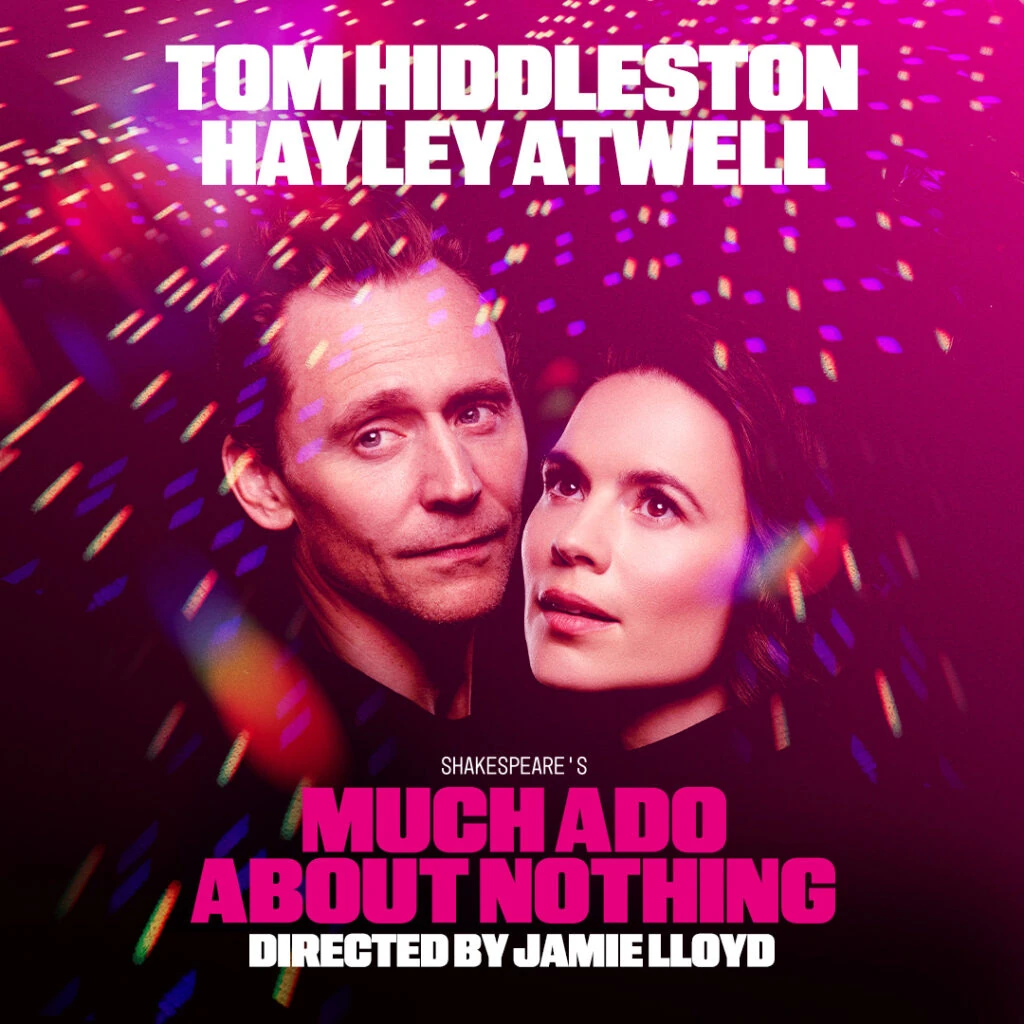 TOM HIDDLESTON
HAYLEY ATWELL
SHAKESPEARE'S
MUCH ADO
ABOUT NOTHING
DIRECTED BY JAMIE LLOYD